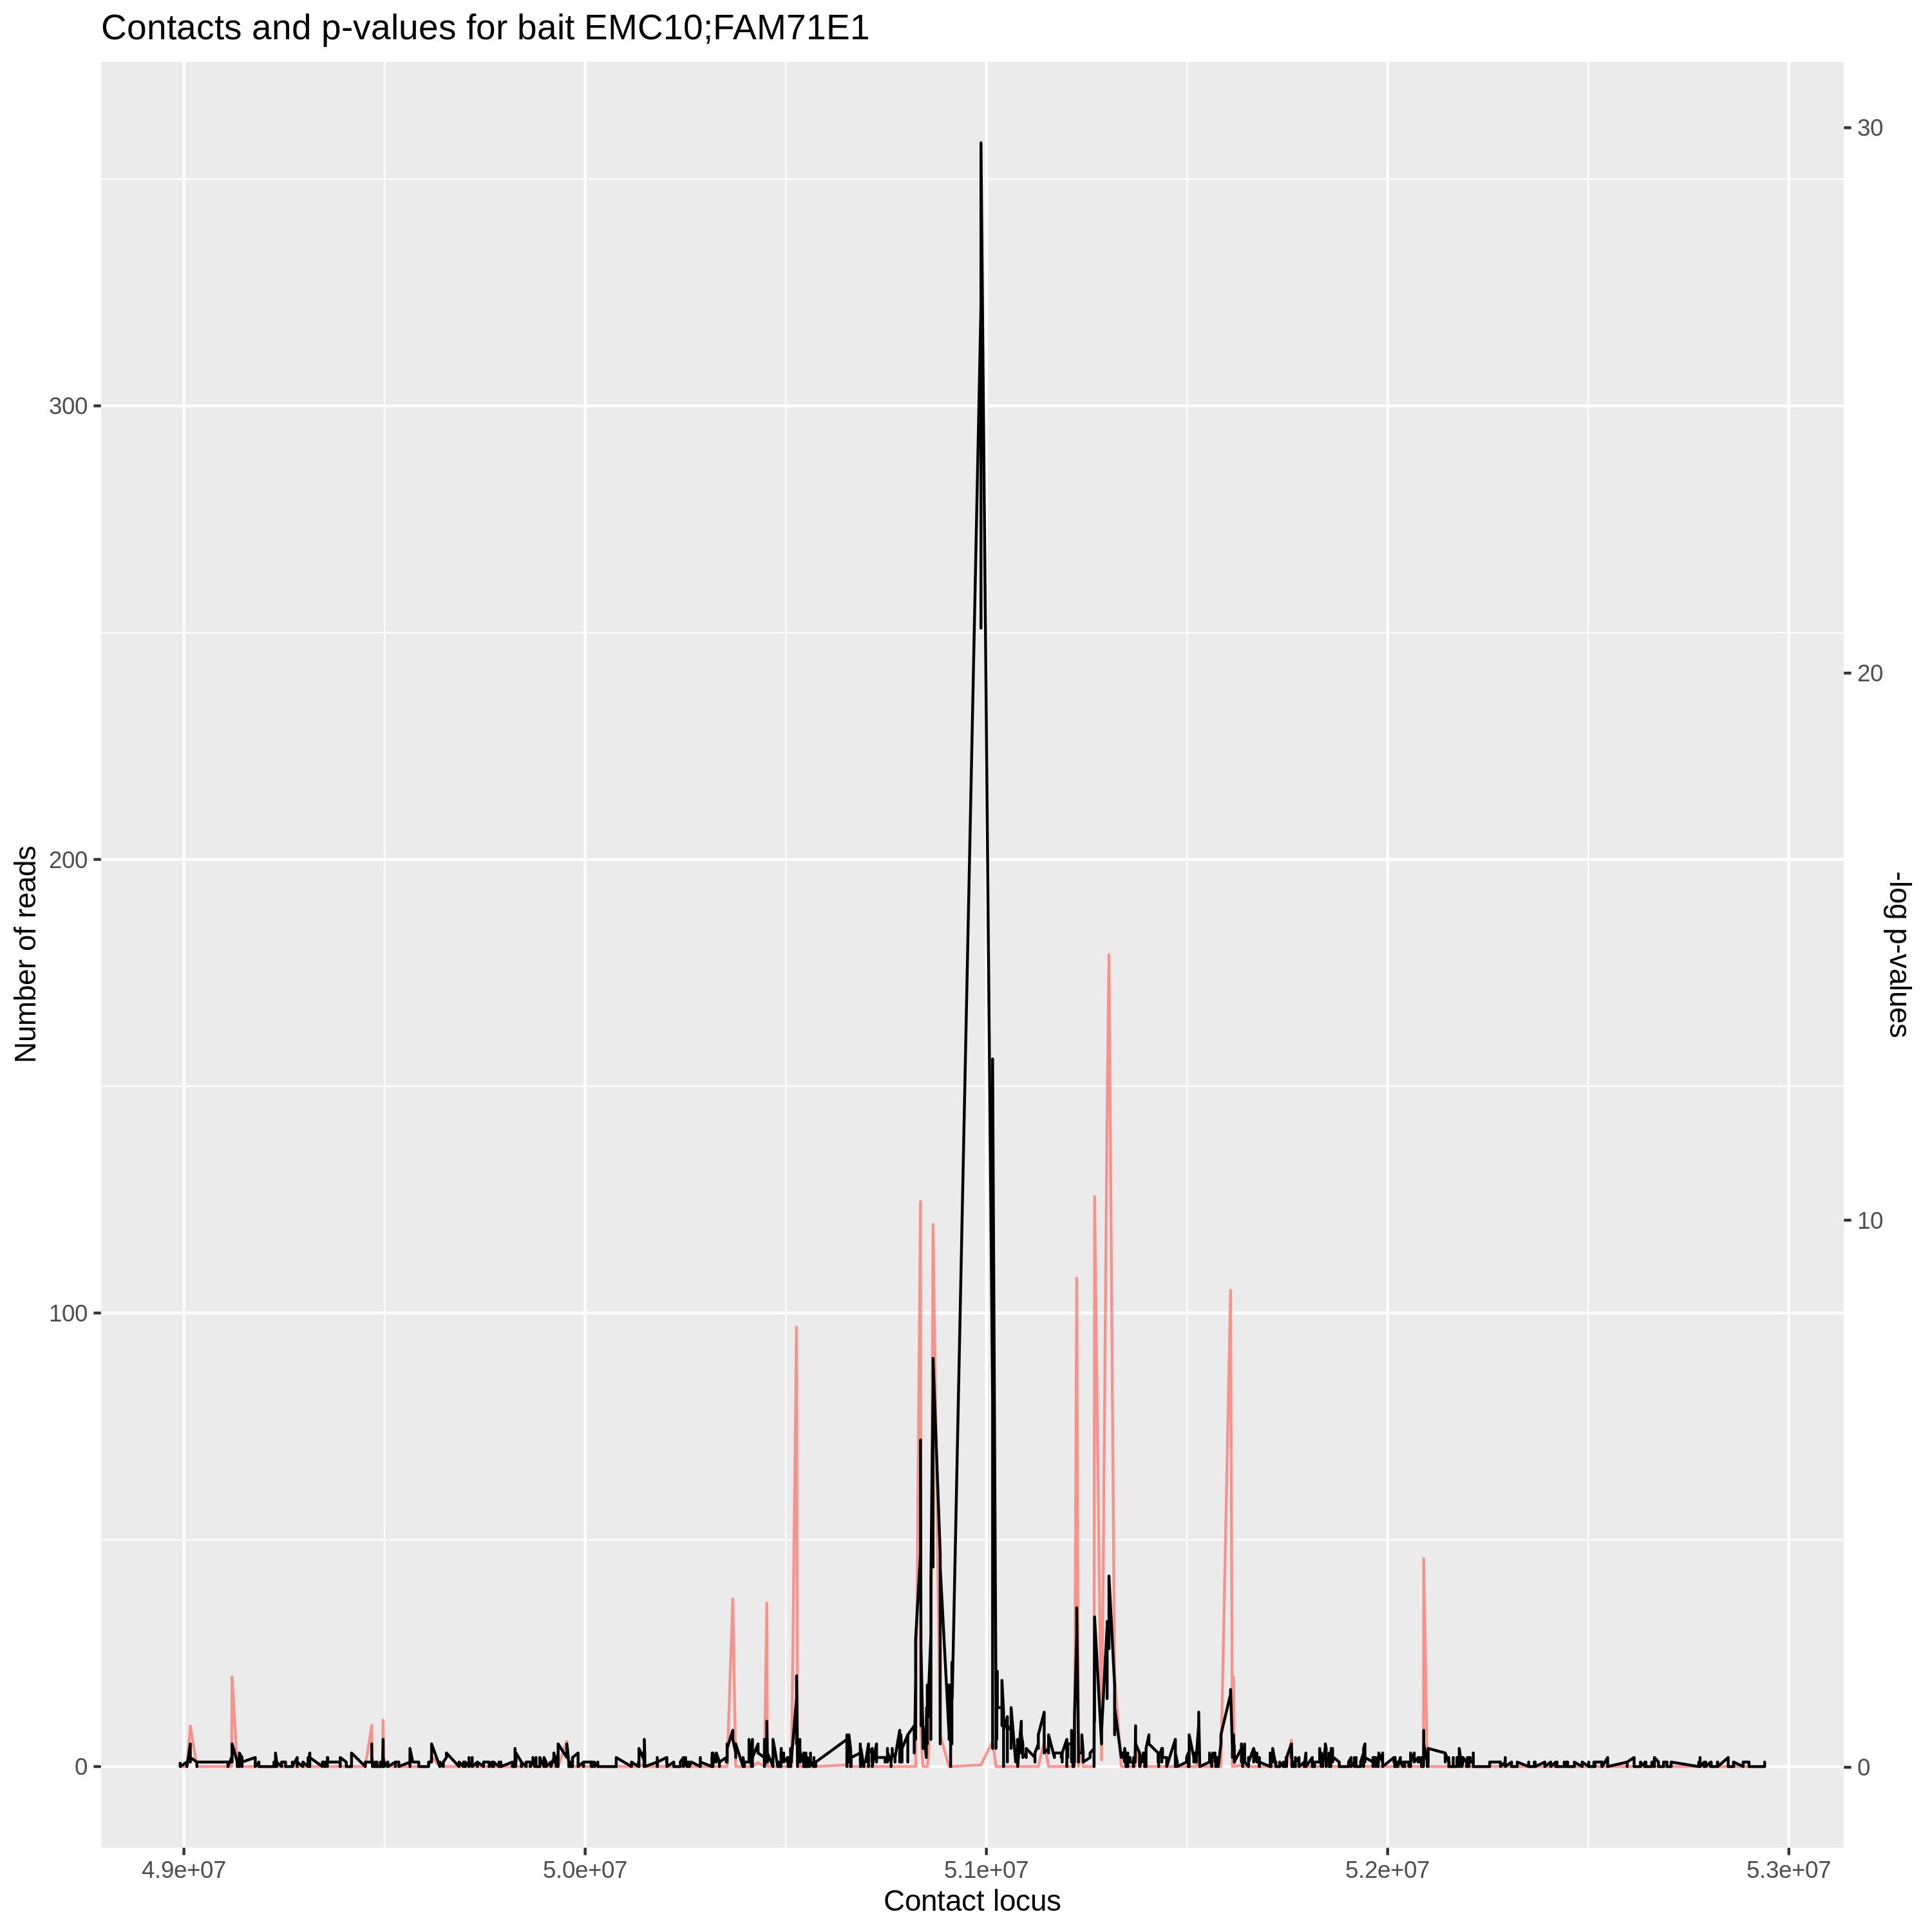 Contacts and p-values for bait EMC10;FAM71E1
Number of reads
300
200
100
0
30
20
10
0
-log p-values
4.9e+07 5.0e+07 5.1e+07 5.2e+07 5.3e+07
Contact locus